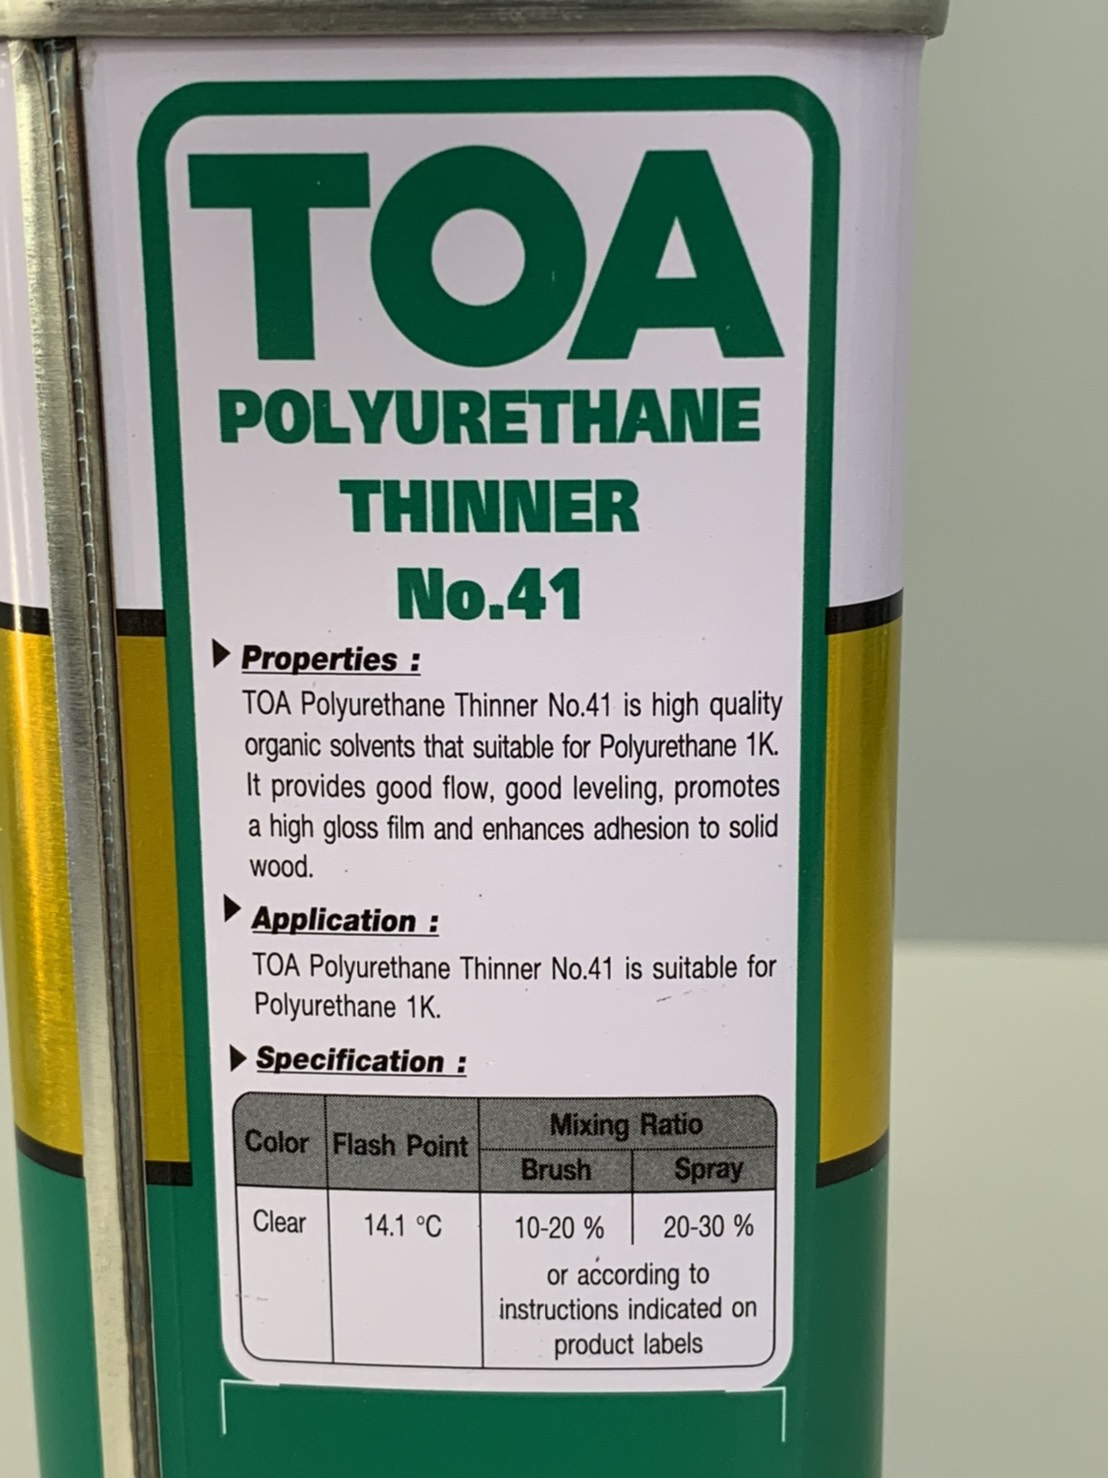 TOA
POLYURETHANE
THINNER
No.41
Properties :
TOA Polyurethane Thinner No.41 is high quality
organic solvents that suitable for Polyurethane 1K.
It provides good flow, good leveling, promotes
a high gloss film and enhances adhesion to solid
wood.
Application :
TOA Polyurethane Thinner No.41 is suitable for
Polyurethane 1K.
Specification :
Color Flash Point Mixing Ratio
Brush Spray
Clear 14.1 °C 10-20 % 20-30 %
or according to
instructions indicated on
product labels